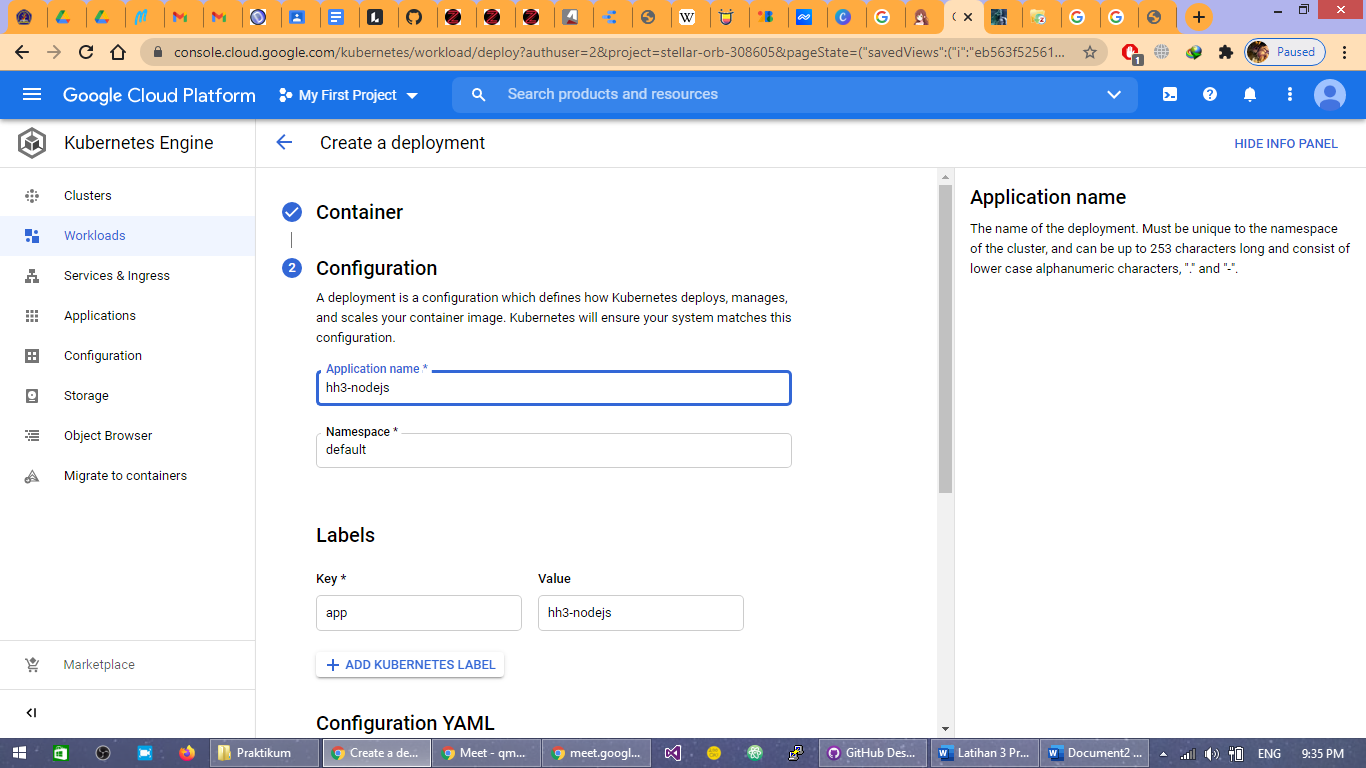 console.cloud.google.com/kubernetes/workload/deploy?authuser=2&project=stellar-orb-308605&pageState=("savedViews":("i":"eb563f52561...
1
Paused
Google Cloud Platform
My First Project
Search products and resources
Kubernetes Engine
Create a deployment
HIDE INFO PANEL
Clusters
Workloads
Services & Ingress
Applications
Configuration
Storage
Object Browser
Migrate to containers
Marketplace
Container
2
Configuration
A deployment is a configuration which defines how Kubernetes deploys, manages,
and scales your container image. Kubernetes will ensure your system matches this
configuration.
Application name *
hh3-nodejs
Namespace *
default
Labels
Key *
Value
app
hh3-nodejs
ADD KUBERNETES LABEL
Configuration YAML
Application name
The name of the deployment. Must be unique to the namespace
of the cluster, and can be up to 253 characters long and consist of
lower case alphanumeric characters, "." and "-".
Praktikum
Create a de...
Meet - qm...
meet.googl...
GitHub Des...
Latihan 3 Pr...
Document2 ...
ENG
9:35 PM